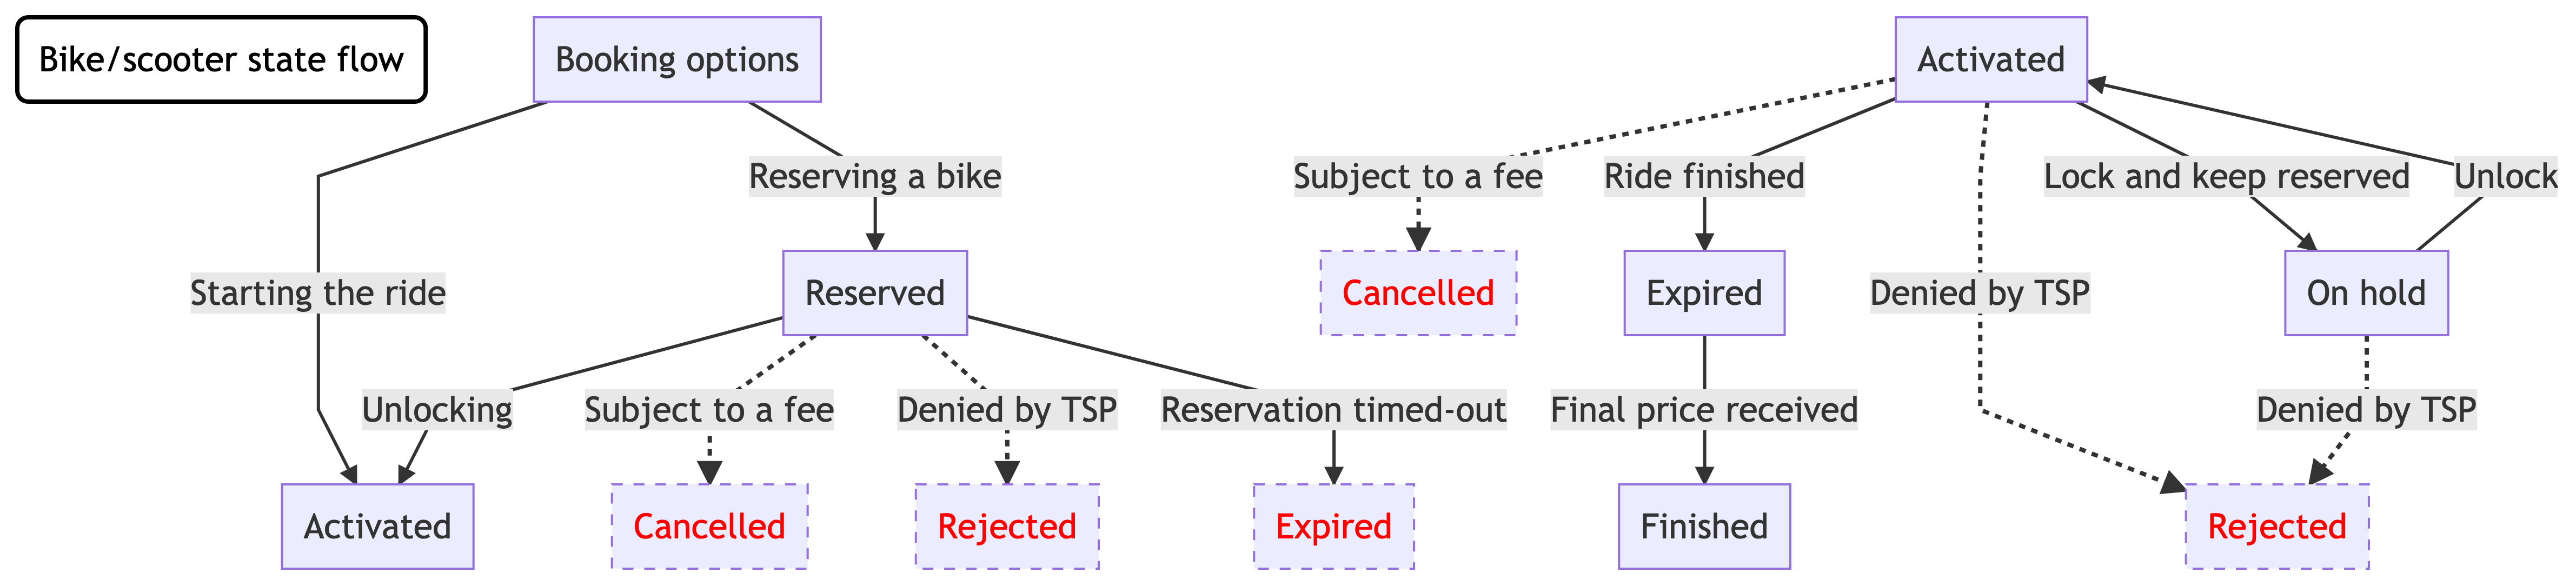 Bike/scooter state flow
Booking options
Activated
Reserving a bike
Subject to a fee
Ride finished
Lock and keep reserved
Unlock
Starting the ride
Reserved
Cancelled
Expired
Denied by TSP
On hold
Unlocking
Subject to a fee
Denied by TSP
Reservation timed-out
Final price received
Denied by TSP
Activated
Cancelled
Rejected
Expired
Finished
Rejected